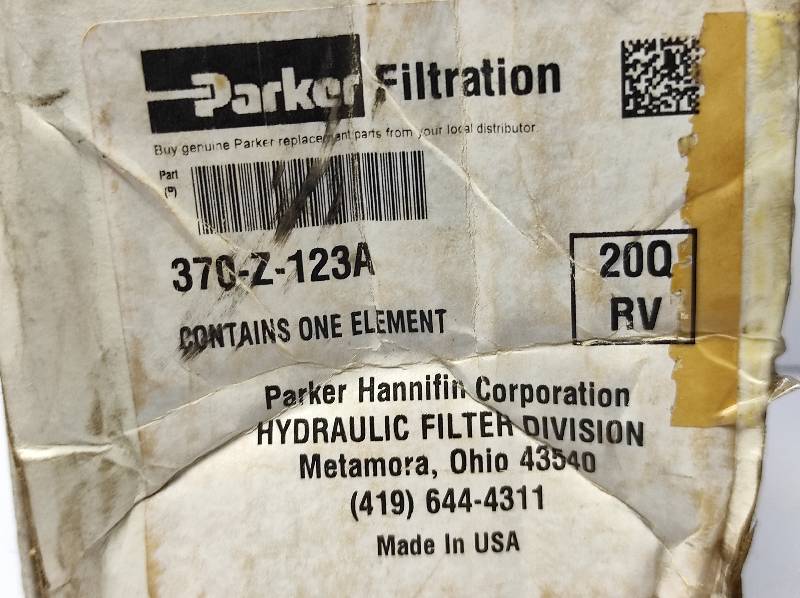 Parker Filtration
Buy genuine Parker replacement parts from your local distributor.
Part
(P)
370-Z-123A
20Q
RV
CONTAINS ONE ELEMENT
Parker Hannifin Corporation
HYDRAULIC FILTER DIVISION
Metamora, Ohio 43540
(419) 644-4311
Made In USA